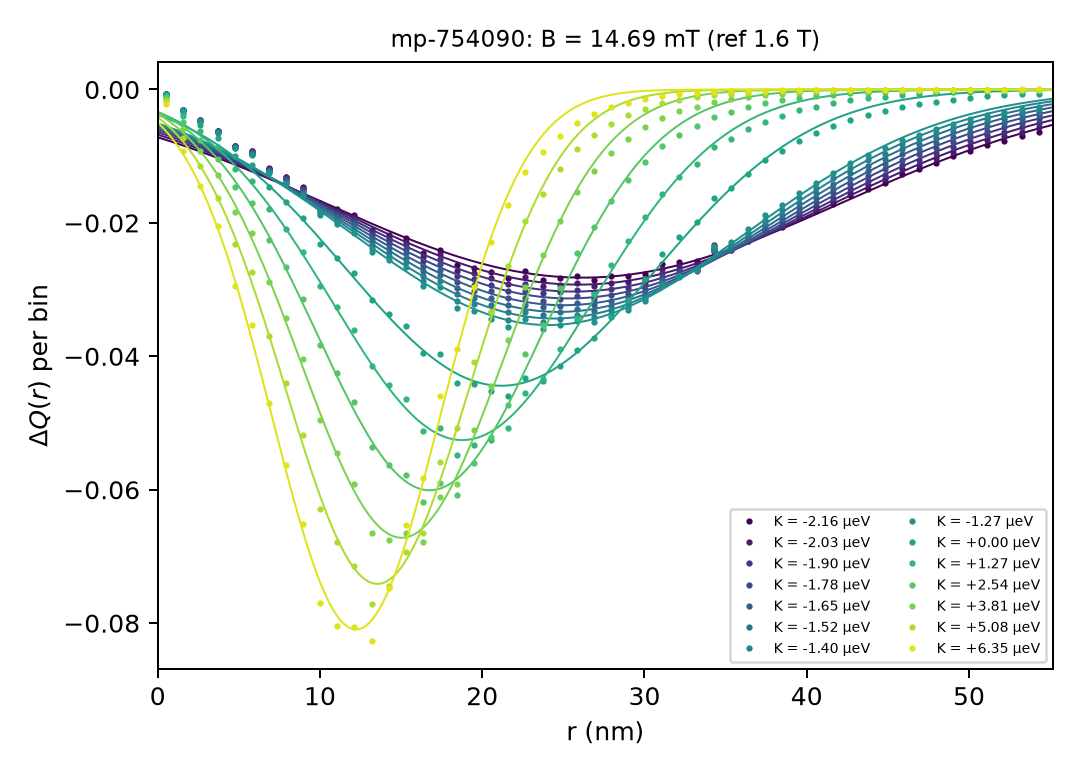 mp-754090: B = 14.69 mT (ref 1.6 T)
0.00
−0.02
−0.04
−0.06
−0.08
ΔQ(r) per bin
0 10 20 30 40 50
r (nm)
K = -2.16 μeV
K = -2.03 μeV
K = -1.90 μeV
K = -1.78 μeV
K = -1.65 μeV
K = -1.52 μeV
K = -1.40 μeV
K = -1.27 μeV
K = +0.00 μeV
K = +1.27 μeV
K = +2.54 μeV
K = +3.81 μeV
K = +5.08 μeV
K = +6.35 μeV